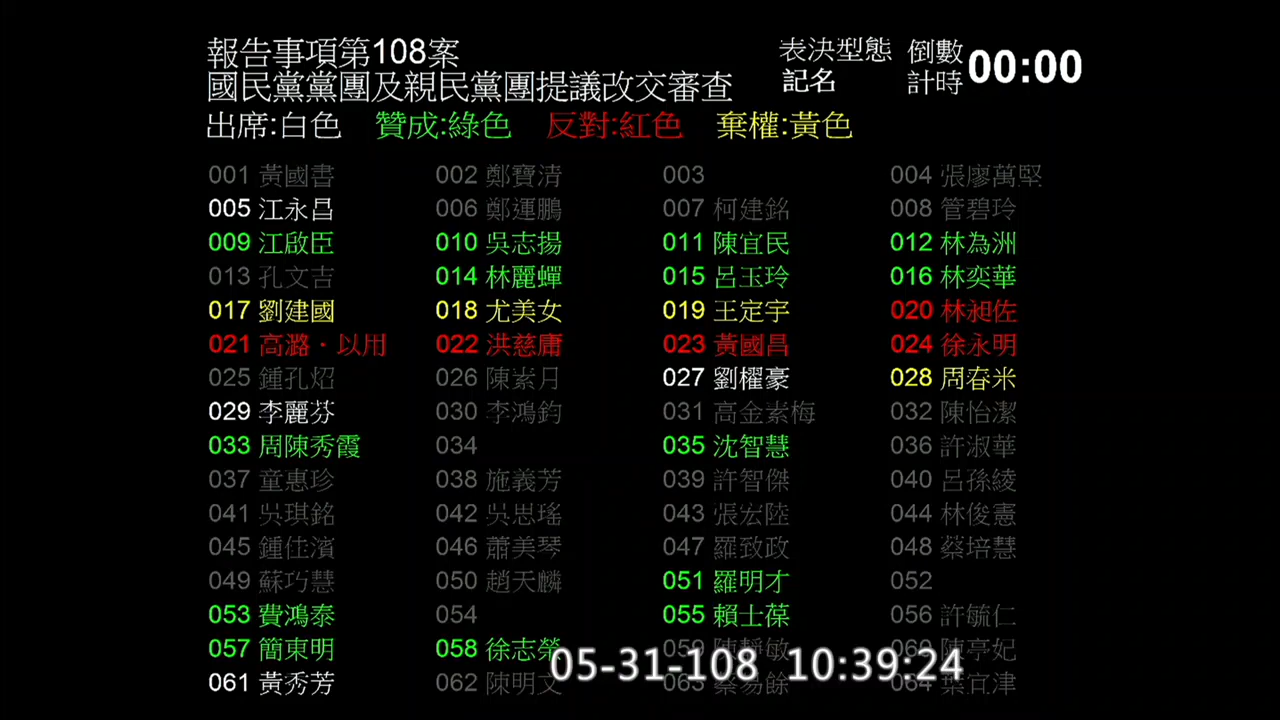 報告事項第108案
國民黨黨團及親民黨團提議改交審查
表決型態 記名
倒數計時 00:00
出席:白色 贊成:綠色 反對:紅色 棄權:黃色
001 黃國書 002 鄭寶清 003 004 張廖萬堅
005 江永昌 006 鄭運鵬 007 柯建銘 008 管碧玲
009 江啟臣 010 吳志揚 011 陳宜民 012 林為洲
013 孔文吉 014 林麗蟬 015 呂玉玲 016 林奕華
017 劉建國 018 尤美女 019 王定宇 020 林昶佐
021 高潞·以用 022 洪慈庸 023 黃國昌 024 徐永明
025 鍾孔炤 026 陳素月 027 劉櫂豪 028 周春米
029 李麗芬 030 李鴻鈞 031 高金素梅 032 陳怡潔
033 周陳秀霞 034 035 沈智慧 036 許淑華
037 童惠珍 038 施義芳 039 許智傑 040 呂孫綾
041 吳琪銘 042 吳思瑤 043 張宏陸 044 林俊憲
045 鍾佳濱 046 蕭美琴 047 羅致政 048 蔡培慧
049 蘇巧慧 050 趙天麟 051 羅明才 052
053 費鴻泰 054 055 賴士葆 056 許毓仁
057 簡東明 058 徐志榮 059 陳靜敏 060 陳亭妃
061 黃秀芳 062 陳明文 063 蔡易餘 064 葉宜津
05-31-108 10:39:24